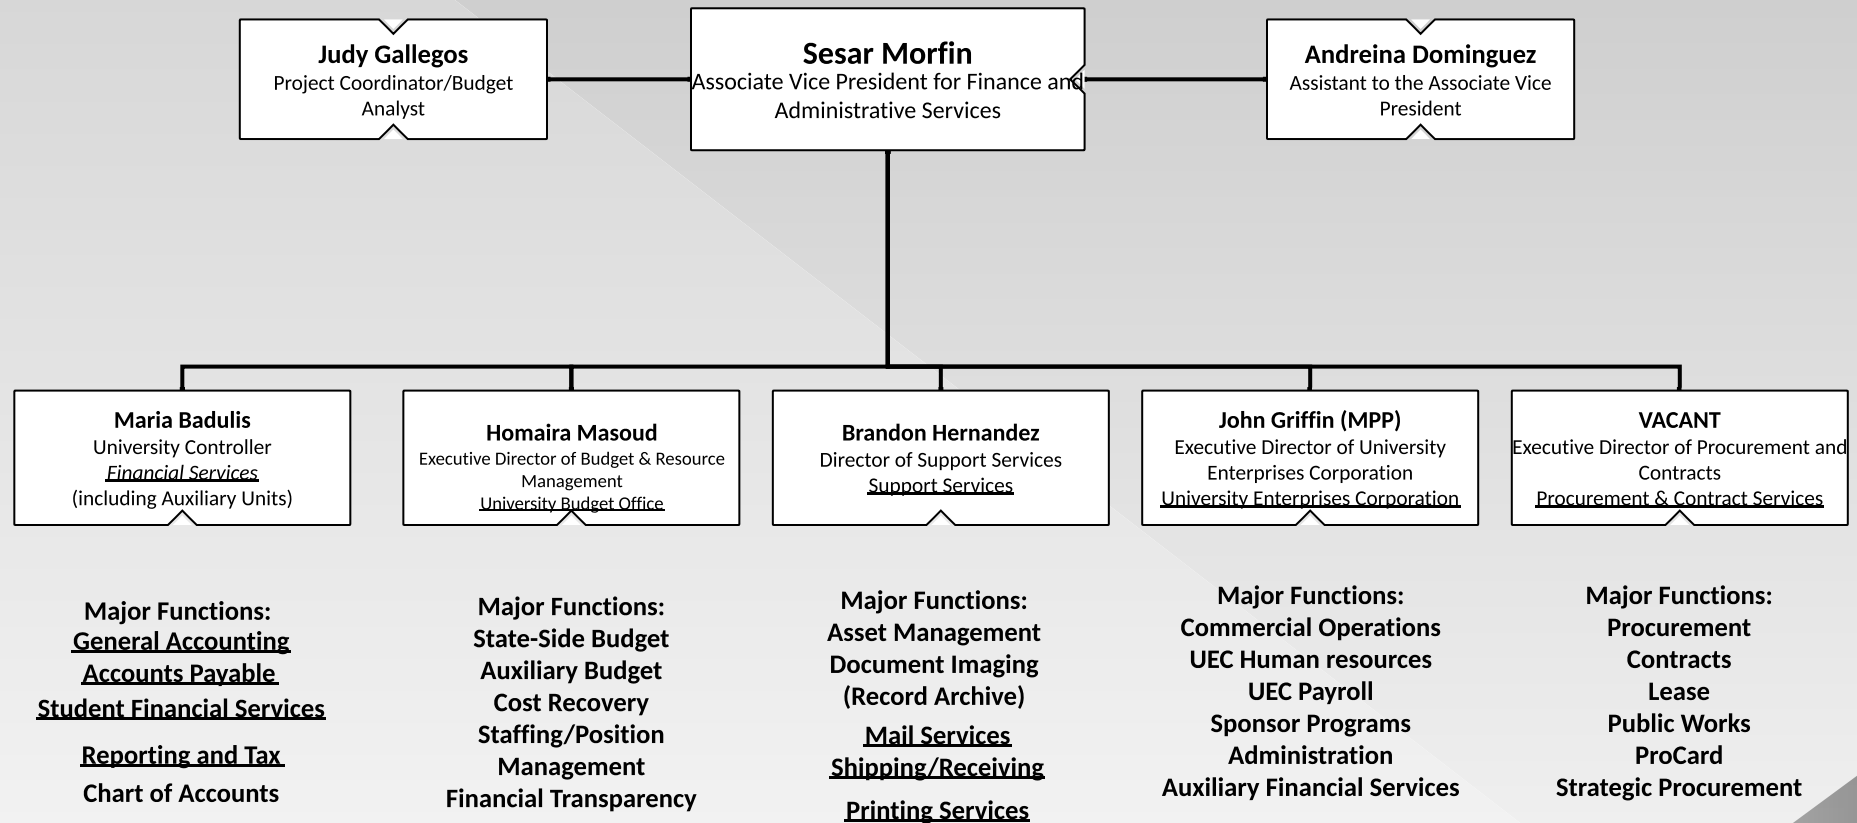 Judy Gallegos
Project Coordinator/Budget
Analyst
Sesar Morfin
Associate Vice President for Finance and
Administrative Services
Andreina Dominguez
Assistant to the Associate Vice
President
Maria Badulis
University Controller
Financial Services
(including Auxiliary Units)
Homaira Masoud
Executive Director of Budget & Resource
Management
University Budget Office
Brandon Hernandez
Director of Support Services
Support Services
John Griffin (MPP)
Executive Director of University
Enterprises Corporation
University Enterprises Corporation
VACANT
Executive Director of Procurement and
Contracts
Procurement & Contract Services
Major Functions:
General Accounting
Accounts Payable
Student Financial Services
Reporting and Tax
Chart of Accounts
Major Functions:
State-Side Budget
Auxiliary Budget
Cost Recovery
Staffing/Position
Management
Financial Transparency
Major Functions:
Asset Management
Document Imaging
(Record Archive)
Mail Services
Shipping/Receiving
Printing Services
Major Functions:
Commercial Operations
UEC Human resources
UEC Payroll
Sponsor Programs
Administration
Auxiliary Financial Services
Major Functions:
Procurement
Contracts
Lease
Public Works
ProCard
Strategic Procurement